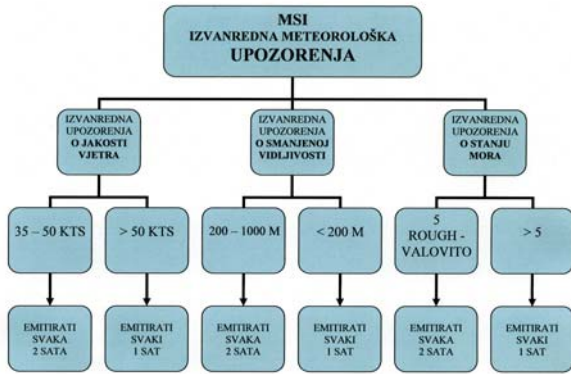 MSI
IZVANREDNA METEOROLOŠKA
UPOZORENJA
IZVANREDNA
UPOZORENJA
O JAKOSTI
VJETRA
IZVANREDNA
UPOZORENJA
O SMANJENOJ
VIDLJIVOSTI
IZVANREDNA
UPOZORENJA
O STANJU
MORA
35 – 50 KTS
> 50 KTS
200 – 1000 M
< 200 M
5
ROUGH -
VALOVITO
> 5
EMITIRATI
SVAKA
2 SATA
EMITIRATI
SVAKI
1 SAT
EMITIRATI
SVAKA
2 SATA
EMITIRATI
SVAKI
1 SAT
EMITIRATI
SVAKA
2 SATA
EMITIRATI
SVAKI
1 SAT